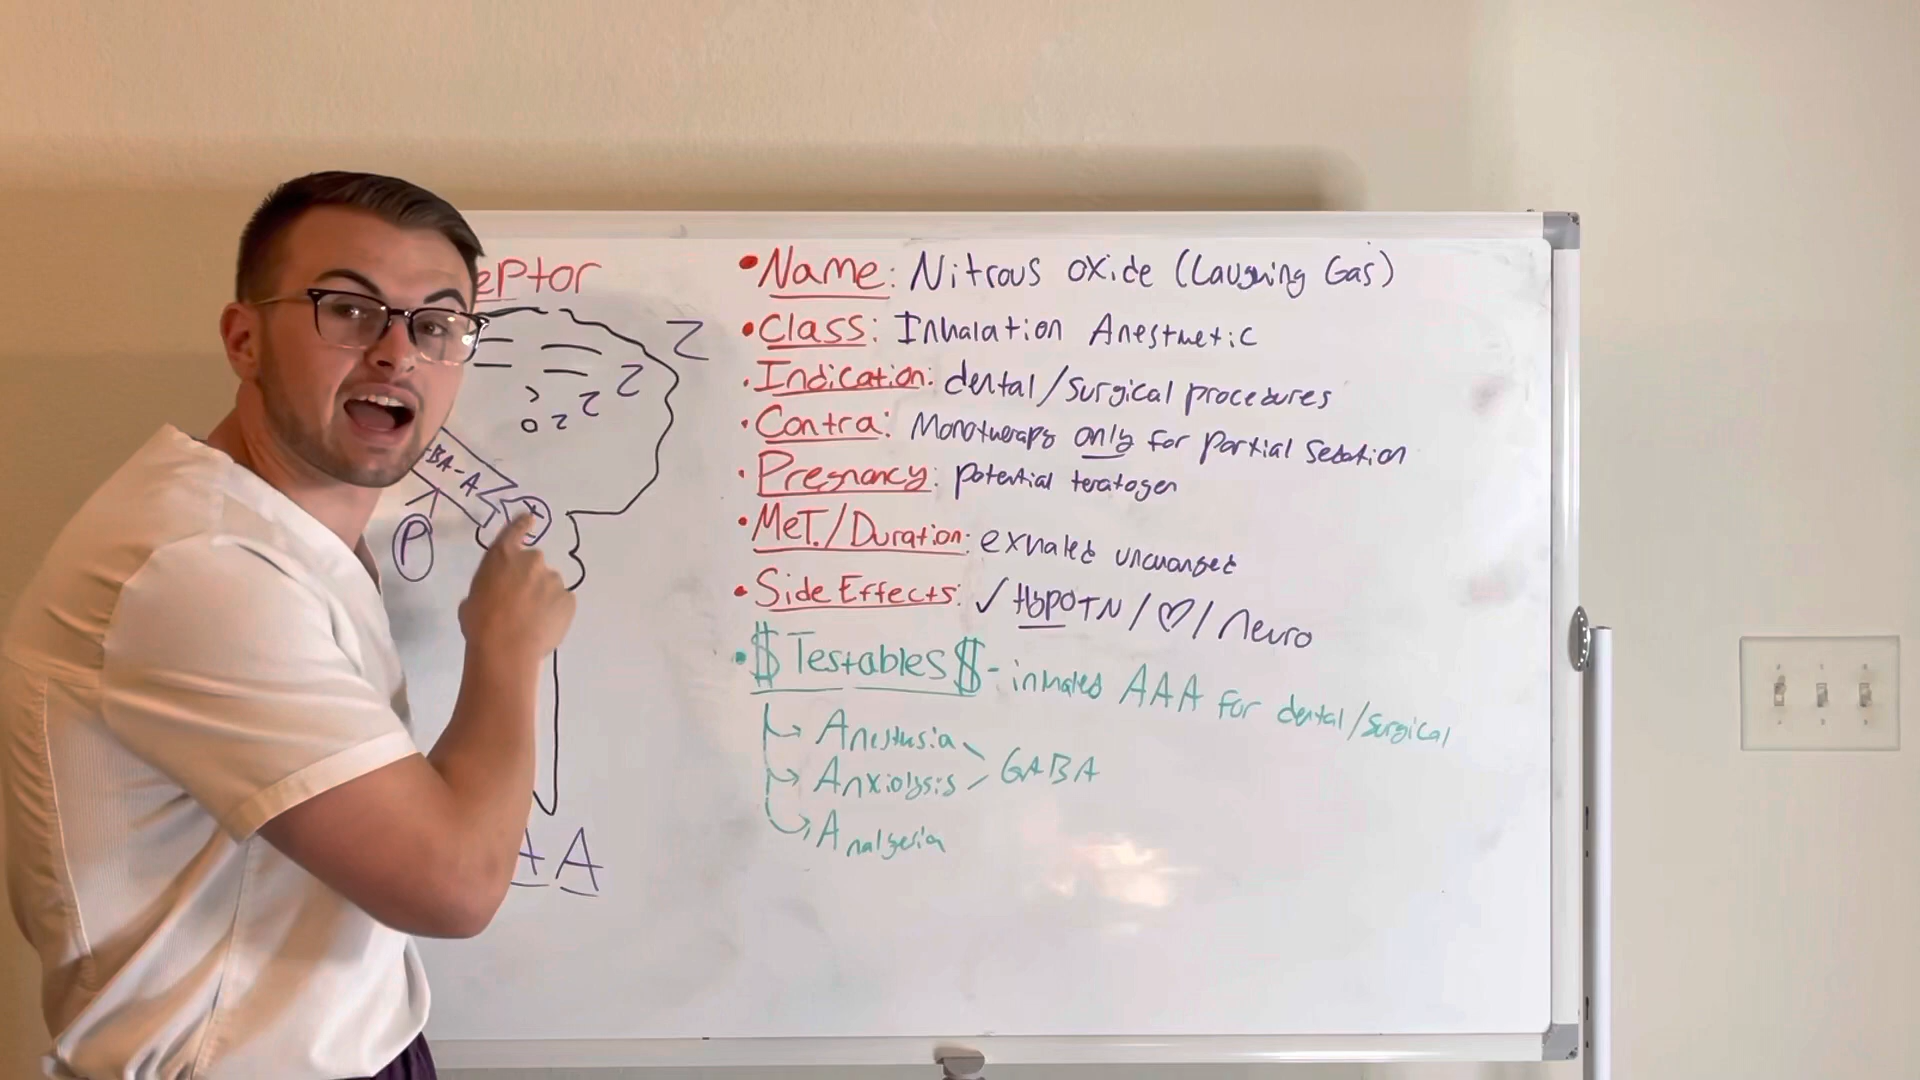 eptor
Z
Z
Z
Z
BA-A
P
AA
• Name: Nitrous oxide (Laughing Gas)
• Class: Inhalation Anesthetic
• Indication: dental/surgical procedures
• Contra: Monotherapy only for partial sedation
• Pregnancy: potential teratogen
• Met./Duration: exhaled unchanged
• Side Effects: ✓ HypoTN / ♡ / neuro
• $ Testables $ - inhaled AAA for dental/surgical
→ Anesthesia
→ Anxiolysis > GABA
→ Analgesia